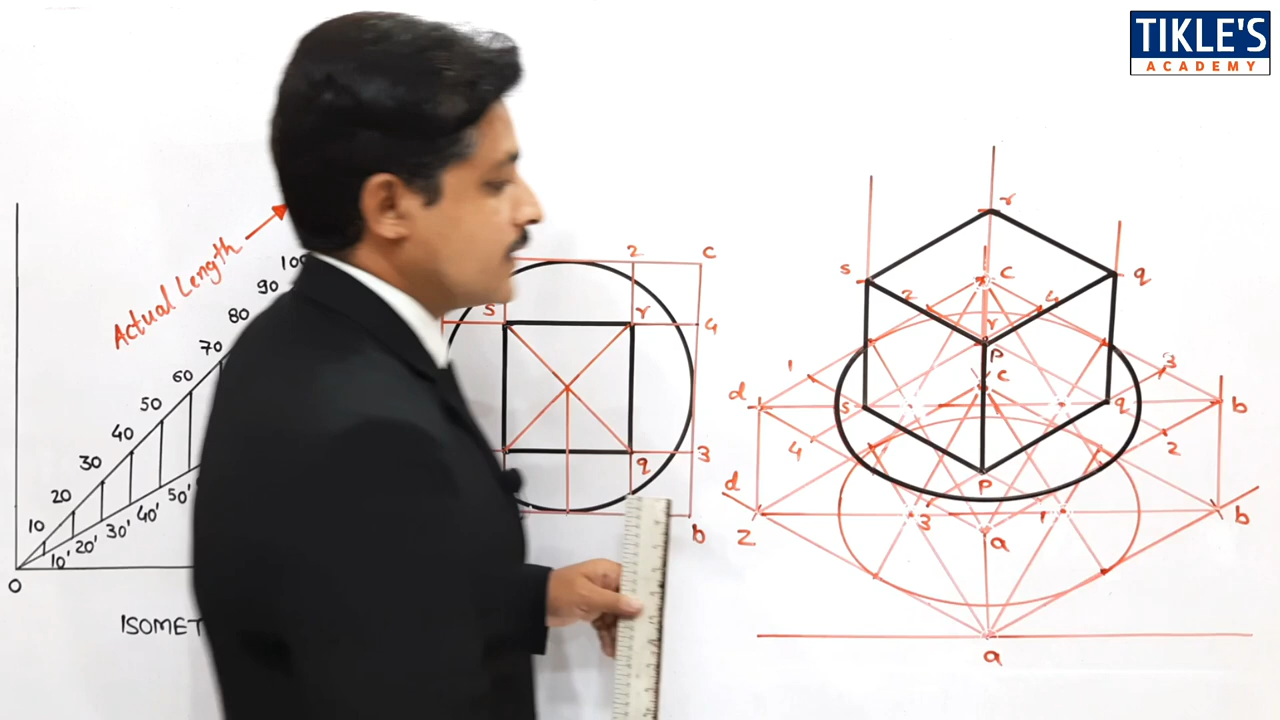 TIKLE'S
ACADEMY
Actual Length
100
90
80
70
60
50
40
30
20
10
10'
20'
30'
40'
50'
0
ISOMET
2
c
s
r
4
3
q
b
r
s
q
c
2
4
r
p
1
3
d
c
s
q
b
4
2
d
p
Z
3
1
a
b
a